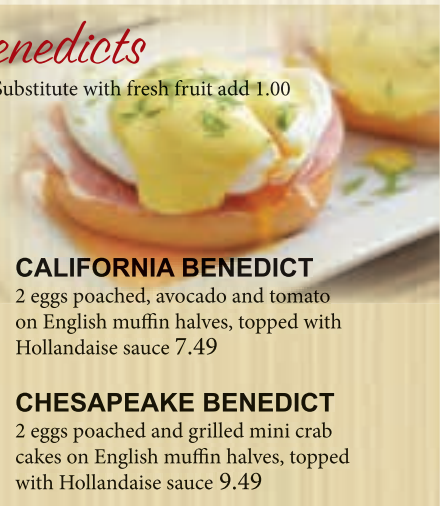 Substitute with fresh fruit add 1.00
CALIFORNIA BENEDICT
2 eggs poached, avocado and tomato
on English muffin halves, topped with
Hollandaise sauce 7.49
CHESAPEAKE BENEDICT
2 eggs poached and grilled mini crab
cakes on English muffin halves, topped
with Hollandaise sauce 9.49